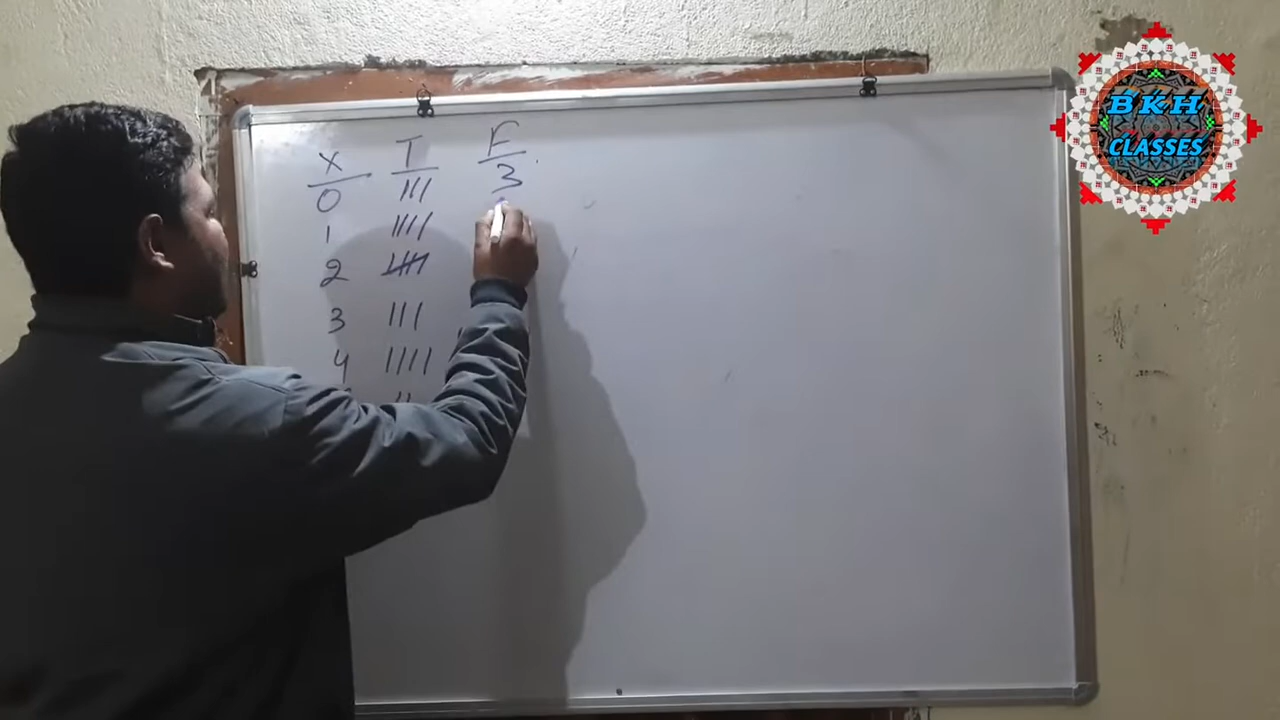 X T F
0 ||| 3
1 ||||
2 卌
3 |||
4 ||||
BKH
CLASSES